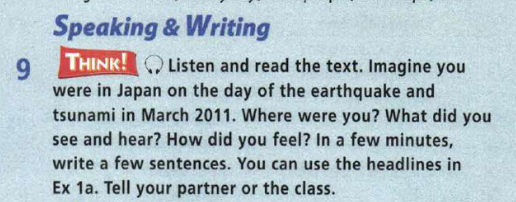 Speaking & Writing
9 THINK! Listen and read the text. Imagine you
were in Japan on the day of the earthquake and
tsunami in March 2011. Where were you? What did you
see and hear? How did you feel? In a few minutes,
write a few sentences. You can use the headlines in
Ex 1a. Tell your partner or the class.